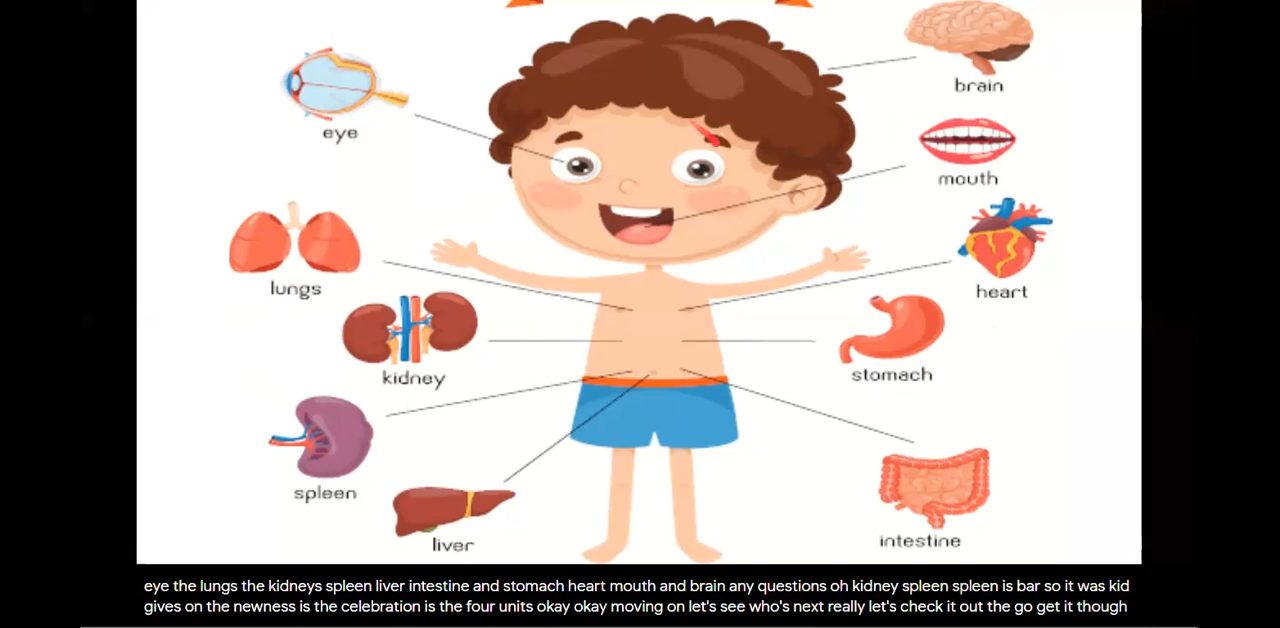 brain
eye
mouth
lungs
heart
kidney
stomach
spleen
liver
intestine
eye the lungs the kidneys spleen liver intestine and stomach heart mouth and brain any questions oh kidney spleen spleen is bar so it was kid
gives on the newness is the celebration is the four units okay okay moving on let's see who's next really let's check it out the go get it though